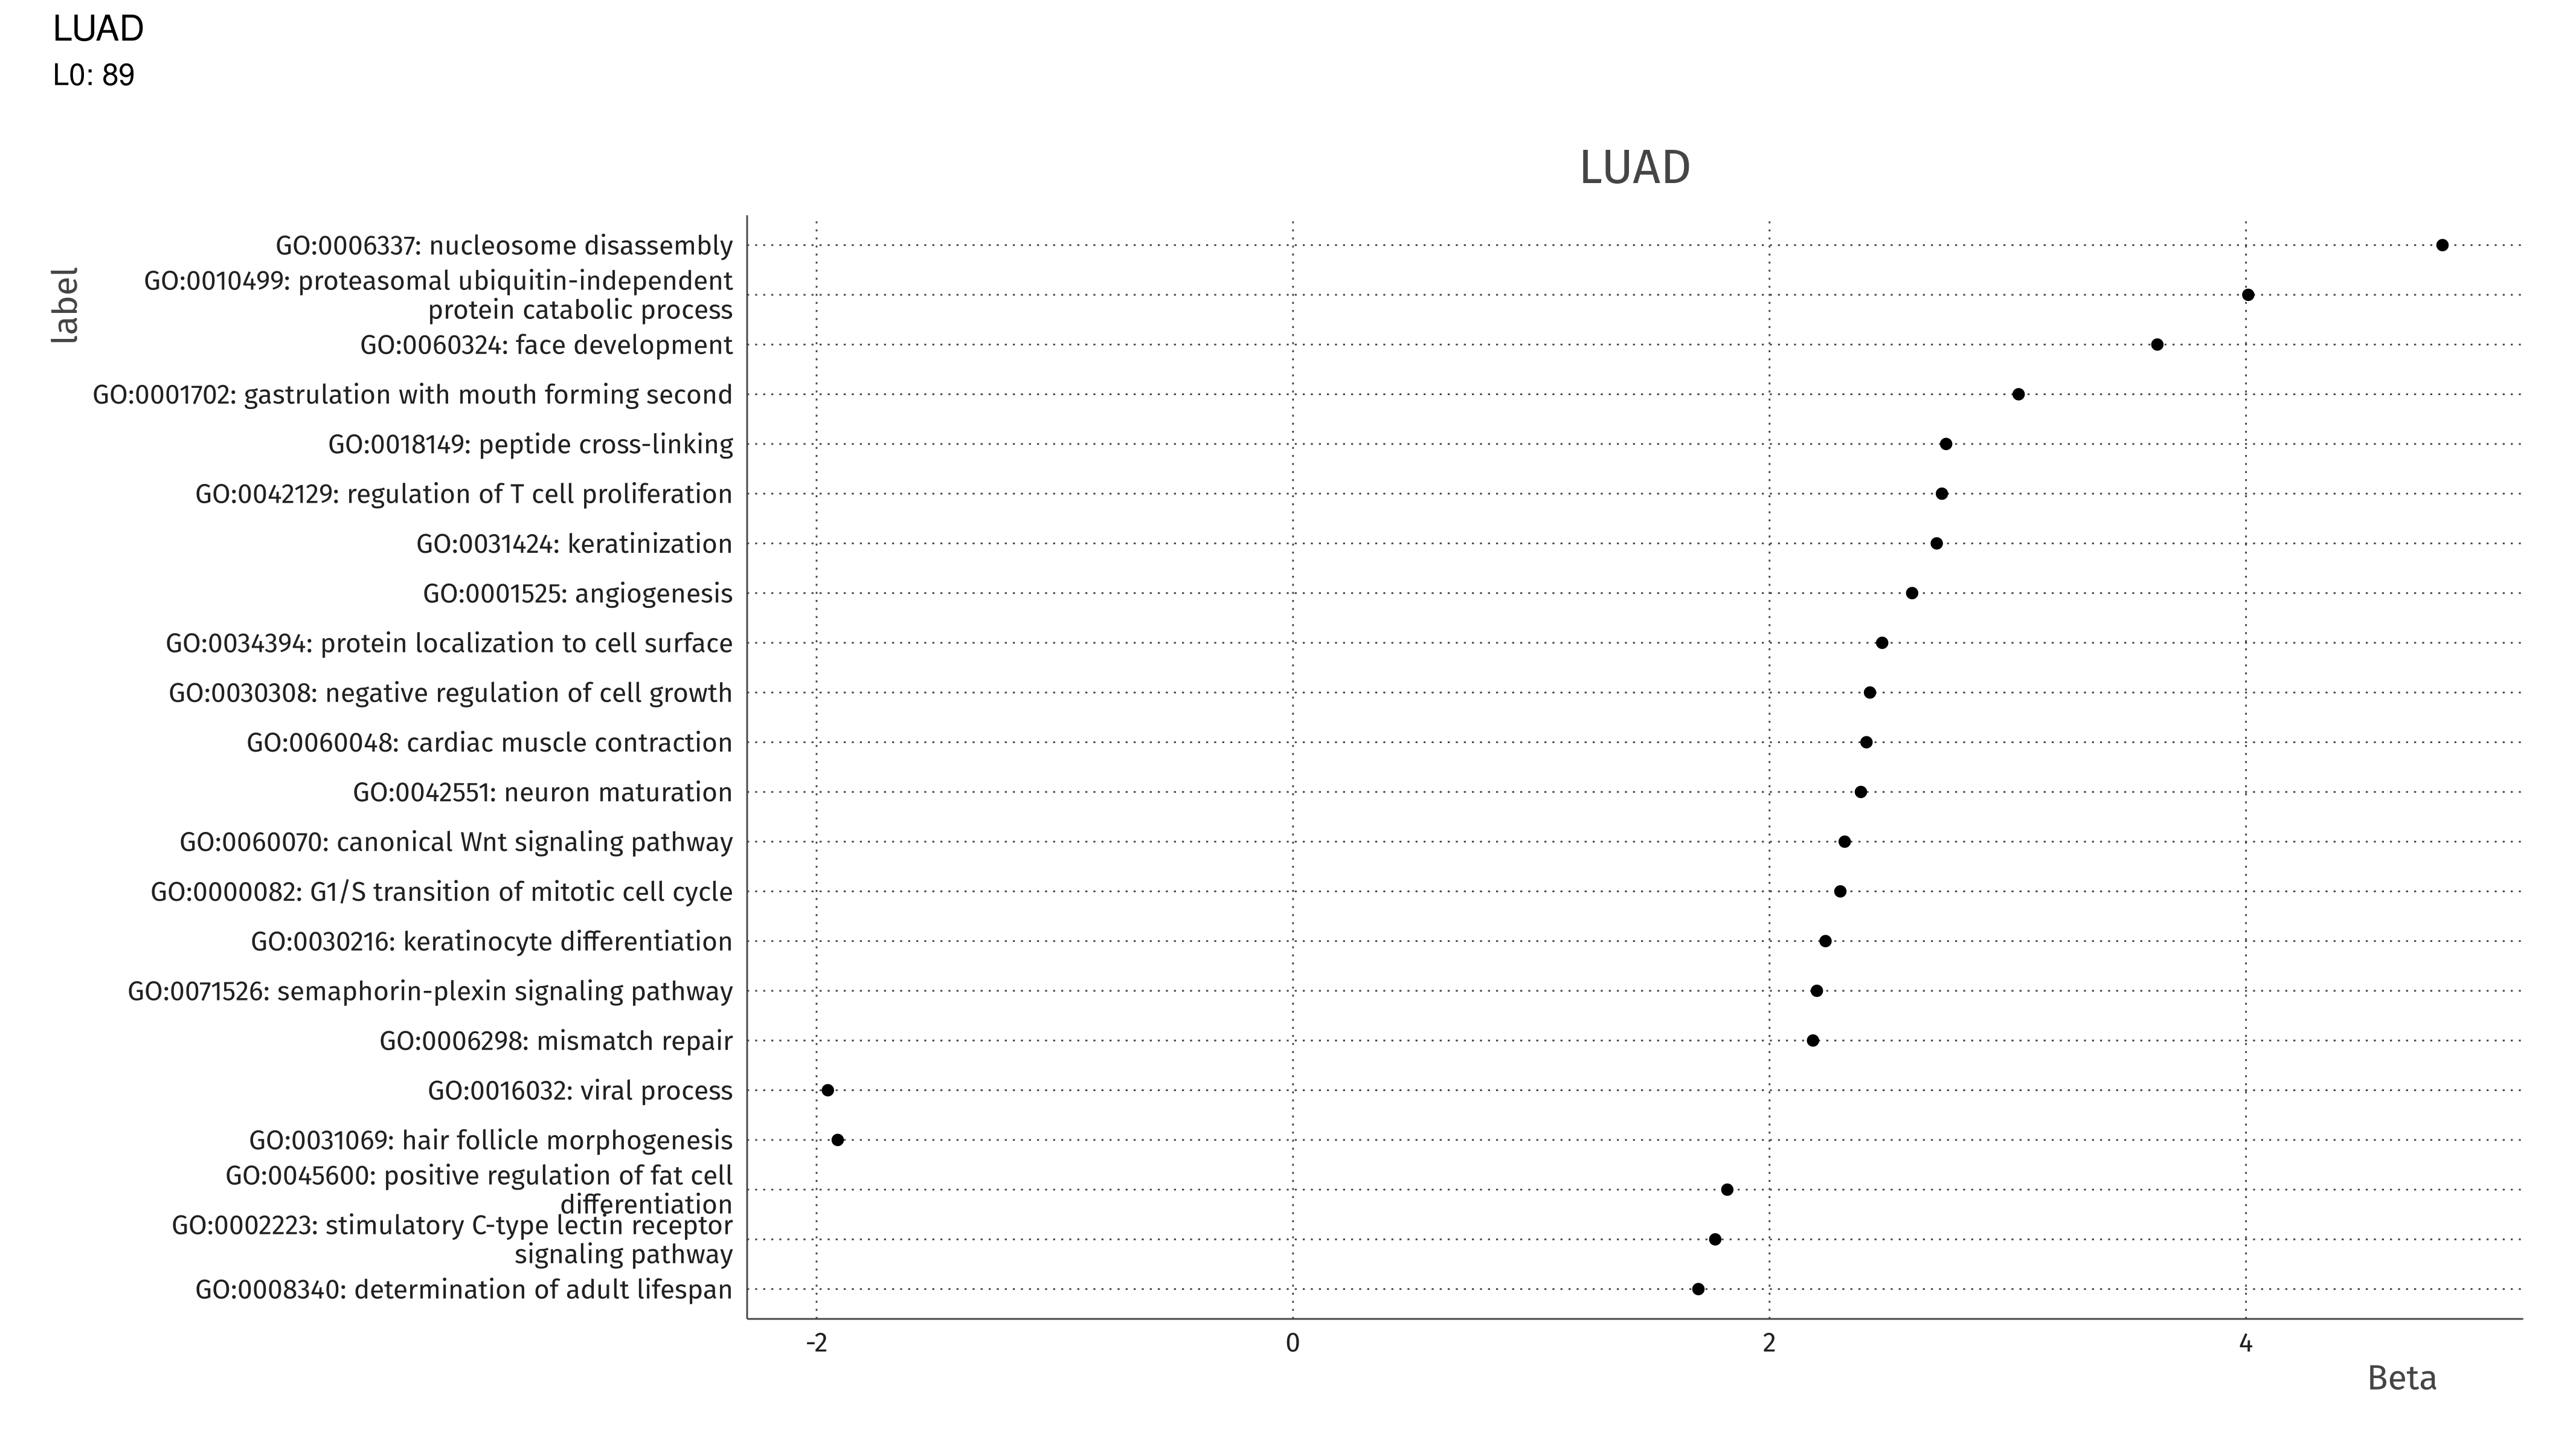 LUAD
L0: 89
LUAD
label
GO:0006337: nucleosome disassembly
GO:0010499: proteasomal ubiquitin-independent
protein catabolic process
GO:0060324: face development
GO:0001702: gastrulation with mouth forming second
GO:0018149: peptide cross-linking
GO:0042129: regulation of T cell proliferation
GO:0031424: keratinization
GO:0001525: angiogenesis
GO:0034394: protein localization to cell surface
GO:0030308: negative regulation of cell growth
GO:0060048: cardiac muscle contraction
GO:0042551: neuron maturation
GO:0060070: canonical Wnt signaling pathway
GO:0000082: G1/S transition of mitotic cell cycle
GO:0030216: keratinocyte differentiation
GO:0071526: semaphorin-plexin signaling pathway
GO:0006298: mismatch repair
GO:0016032: viral process
GO:0031069: hair follicle morphogenesis
GO:0045600: positive regulation of fat cell
differentiation
GO:0002223: stimulatory C-type lectin receptor
signaling pathway
GO:0008340: determination of adult lifespan
-2 0 2 4
Beta